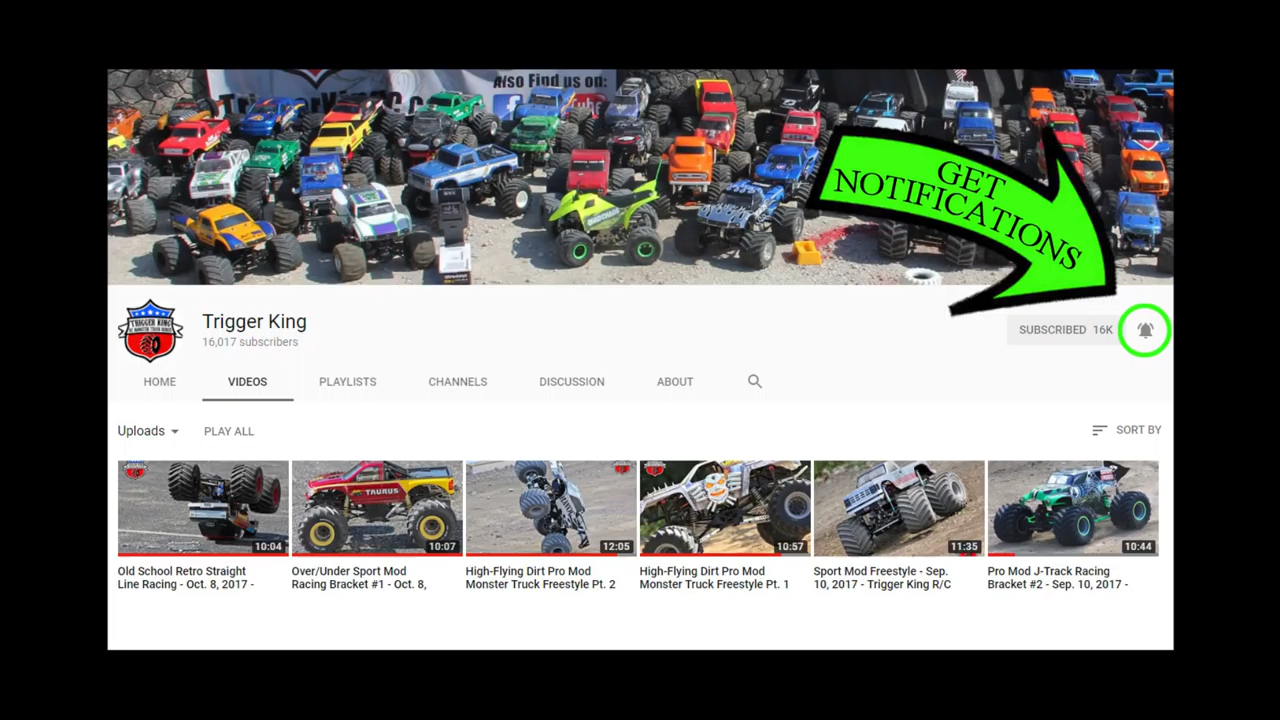 Also Find us on:
GET
NOTIFICATIONS
TRIGGER KING
Trigger King
16,017 subscribers
SUBSCRIBED 16K
HOME
VIDEOS
PLAYLISTS
CHANNELS
DISCUSSION
ABOUT
Uploads
PLAY ALL
SORT BY
TAURUS
10:04
10:07
12:05
10:57
11:35
10:44
Old School Retro Straight
Line Racing - Oct. 8, 2017 -
Over/Under Sport Mod
Racing Bracket #1 - Oct. 8,
High-Flying Dirt Pro Mod
Monster Truck Freestyle Pt. 2
High-Flying Dirt Pro Mod
Monster Truck Freestyle Pt. 1
Sport Mod Freestyle - Sep.
10, 2017 - Trigger King R/C
Pro Mod J-Track Racing
Bracket #2 - Sep. 10, 2017 -